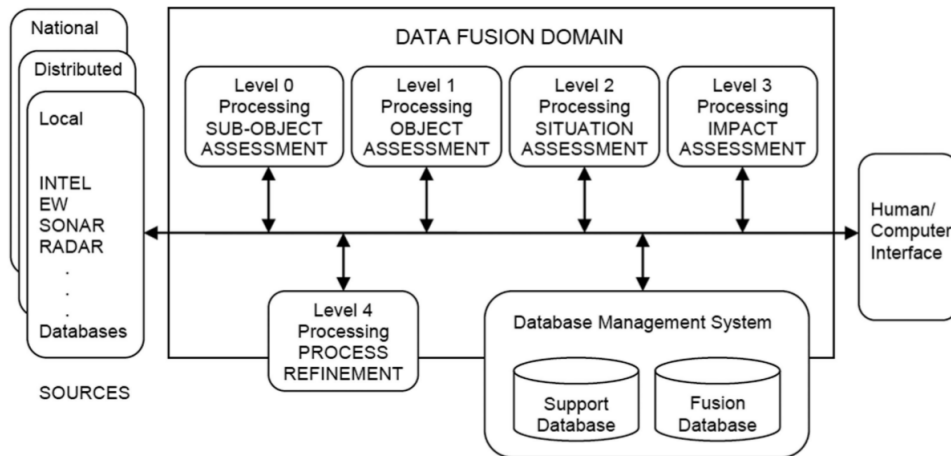 National
Distributed
Local
INTEL
EW
SONAR
RADAR
.
.
.
Databases
SOURCES
DATA FUSION DOMAIN
Level 0
Processing
SUB-OBJECT
ASSESSMENT
Level 1
Processing
OBJECT
ASSESSMENT
Level 2
Processing
SITUATION
ASSESSMENT
Level 3
Processing
IMPACT
ASSESSMENT
Level 4
Processing
PROCESS
REFINEMENT
Database Management System
Support
Database
Fusion
Database
Human/
Computer
Interface